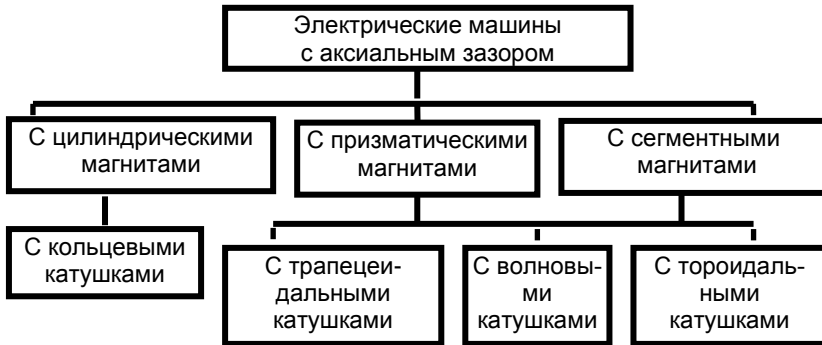 Электрические машины
с аксиальным зазором
С цилиндрическими
магнитами
С призматическими
магнитами
С сегментными
магнитами
С кольцевыми
катушками
С трапецеи-
дальными
катушками
С волновы-
ми
катушками
С тороидаль-
ными
катушками